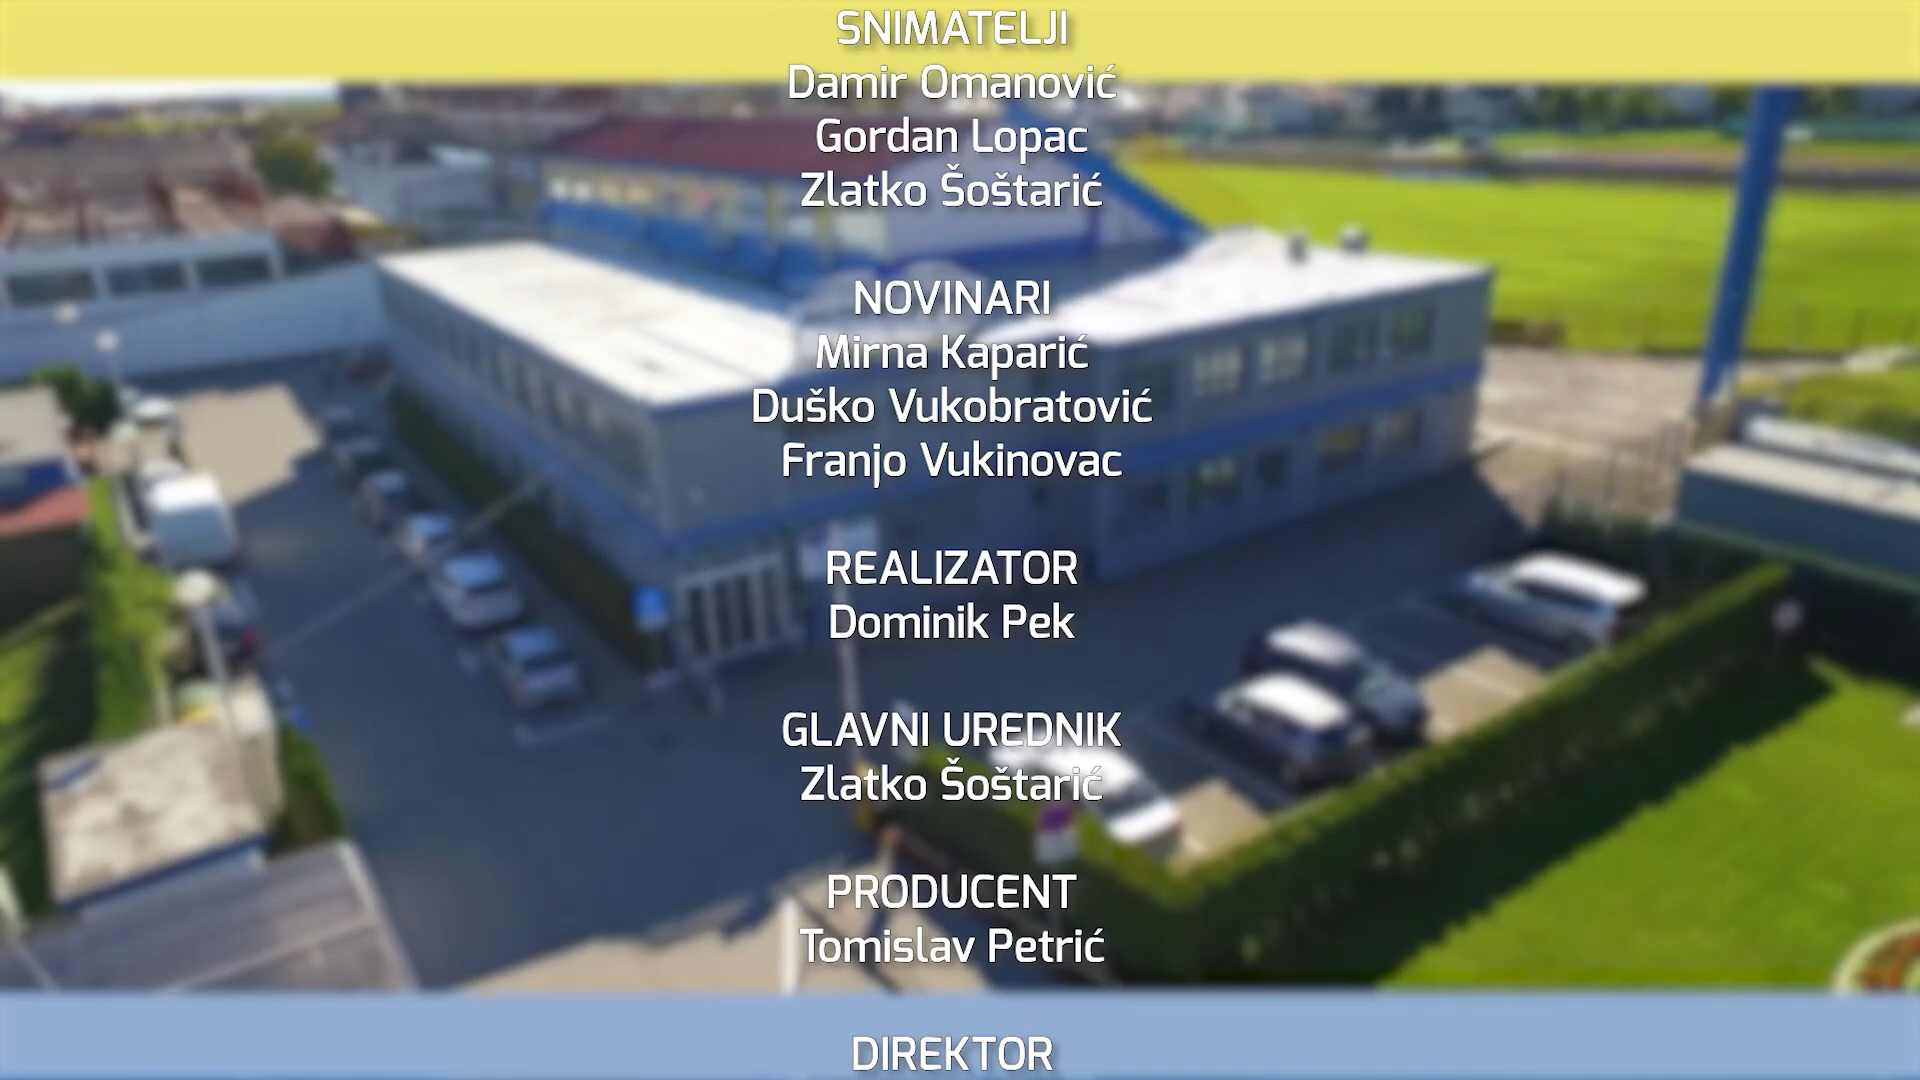 SNIMATELJI
Damir Omanović
Gordan Lopac
Zlatko Šoštarić
NOVINARI
Mirna Kaparić
Duško Vukobratović
Franjo Vukinovac
REALIZATOR
Dominik Pek
GLAVNI UREDNIK
Zlatko Šoštarić
PRODUCENT
Tomislav Petrić
DIREKTOR